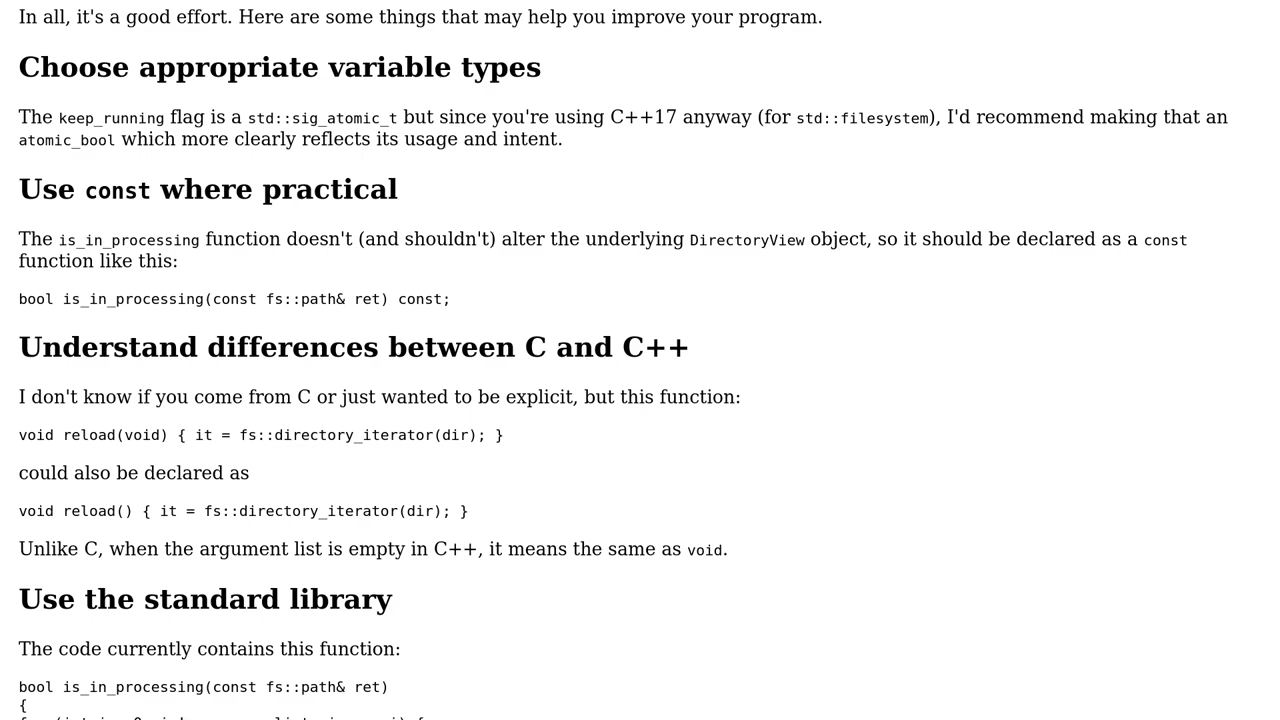 In all, it's a good effort. Here are some things that may help you improve your program.
Choose appropriate variable types
The keep_running flag is a std::sig_atomic_t but since you're using C++17 anyway (for std::filesystem), I'd recommend making that an
atomic_bool which more clearly reflects its usage and intent.
Use const where practical
The is_in_processing function doesn't (and shouldn't) alter the underlying DirectoryView object, so it should be declared as a const
function like this:
bool is_in_processing(const fs::path& ret) const;
Understand differences between C and C++
I don't know if you come from C or just wanted to be explicit, but this function:
void reload(void) { it = fs::directory_iterator(dir); }
could also be declared as
void reload() { it = fs::directory_iterator(dir); }
Unlike C, when the argument list is empty in C++, it means the same as void.
Use the standard library
The code currently contains this function:
bool is_in_processing(const fs::path& ret)
{